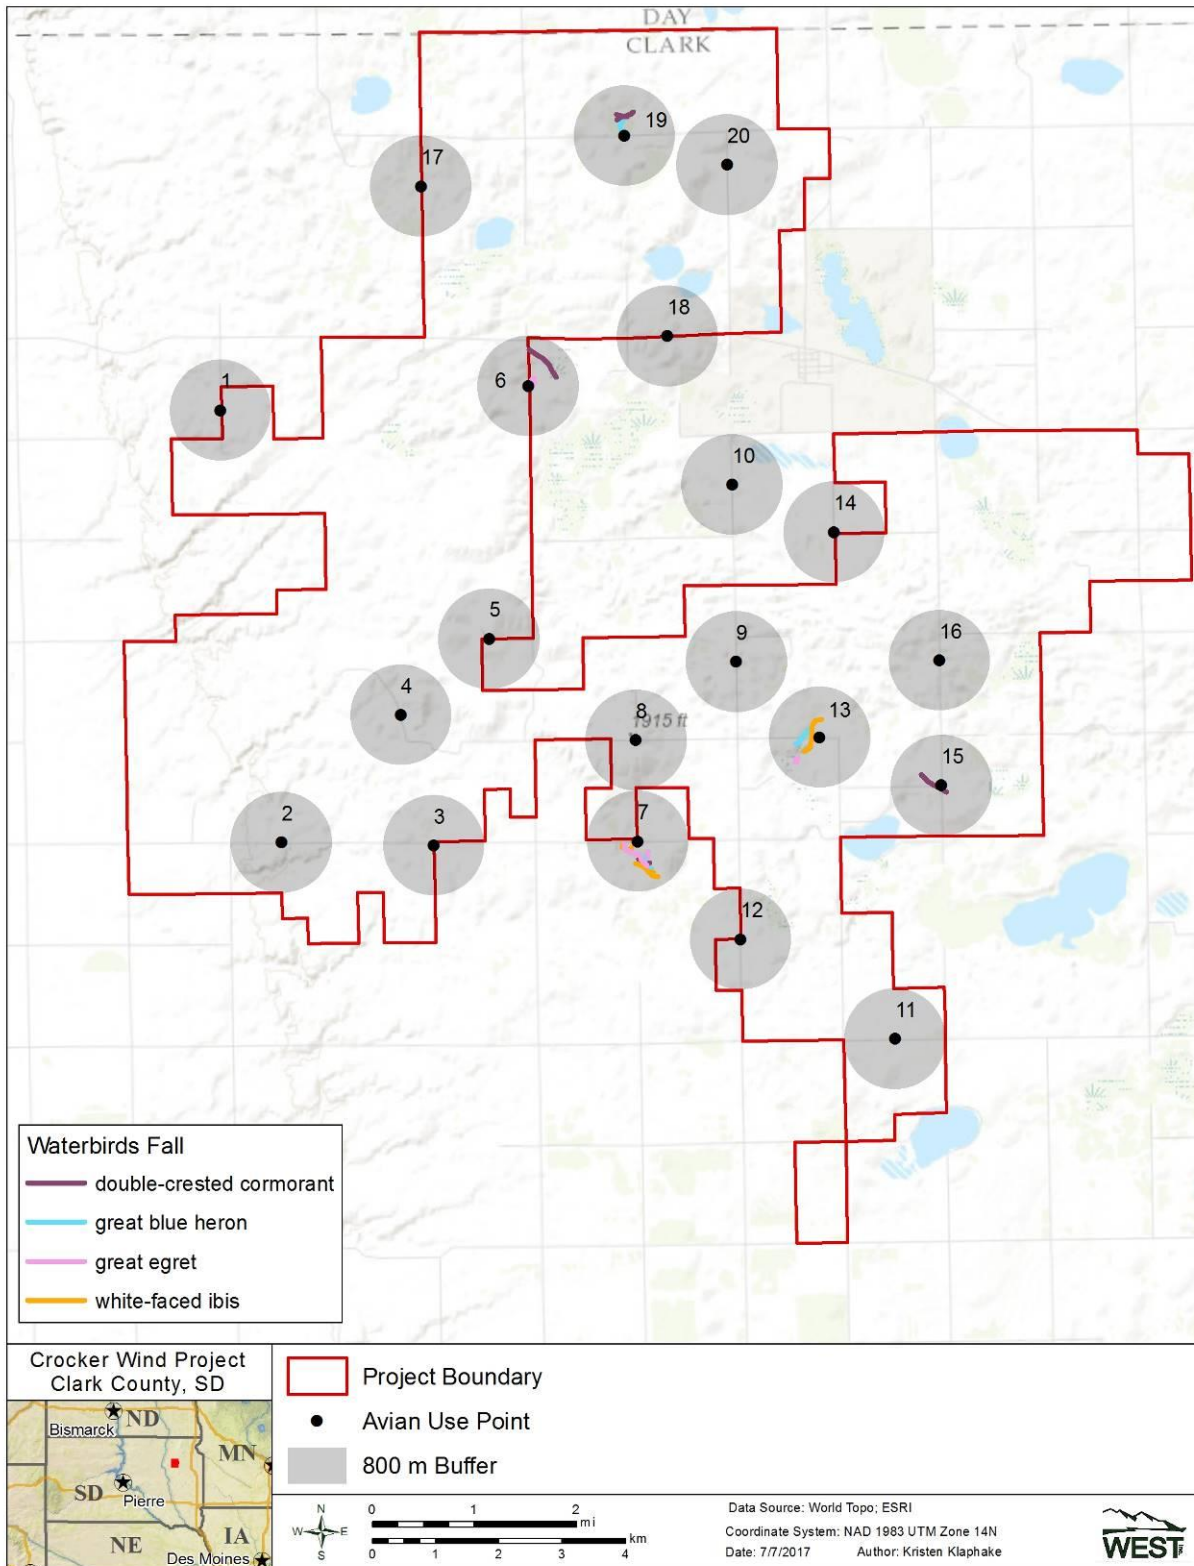 DAY
CLARK
19
20
17
18
1
6
10
14
5
9
16
4
8
1915 ft
13
15
2
3
7
12
11
Waterbirds Fall
double-crested cormorant
great blue heron
great egret
white-faced ibis
Crocker Wind Project
Clark County, SD
Project Boundary
Avian Use Point
800 m Buffer
Bismarck
ND
MN
SD
Pierre
NE
IA
Des Moines
N
W E
S
0 1 2
mi
km
0 1 2 3 4
Data Source: World Topo; ESRI
Coordinate System: NAD 1983 UTM Zone 14N
Date: 7/7/2017 Author: Kristen Klaphake
WEST